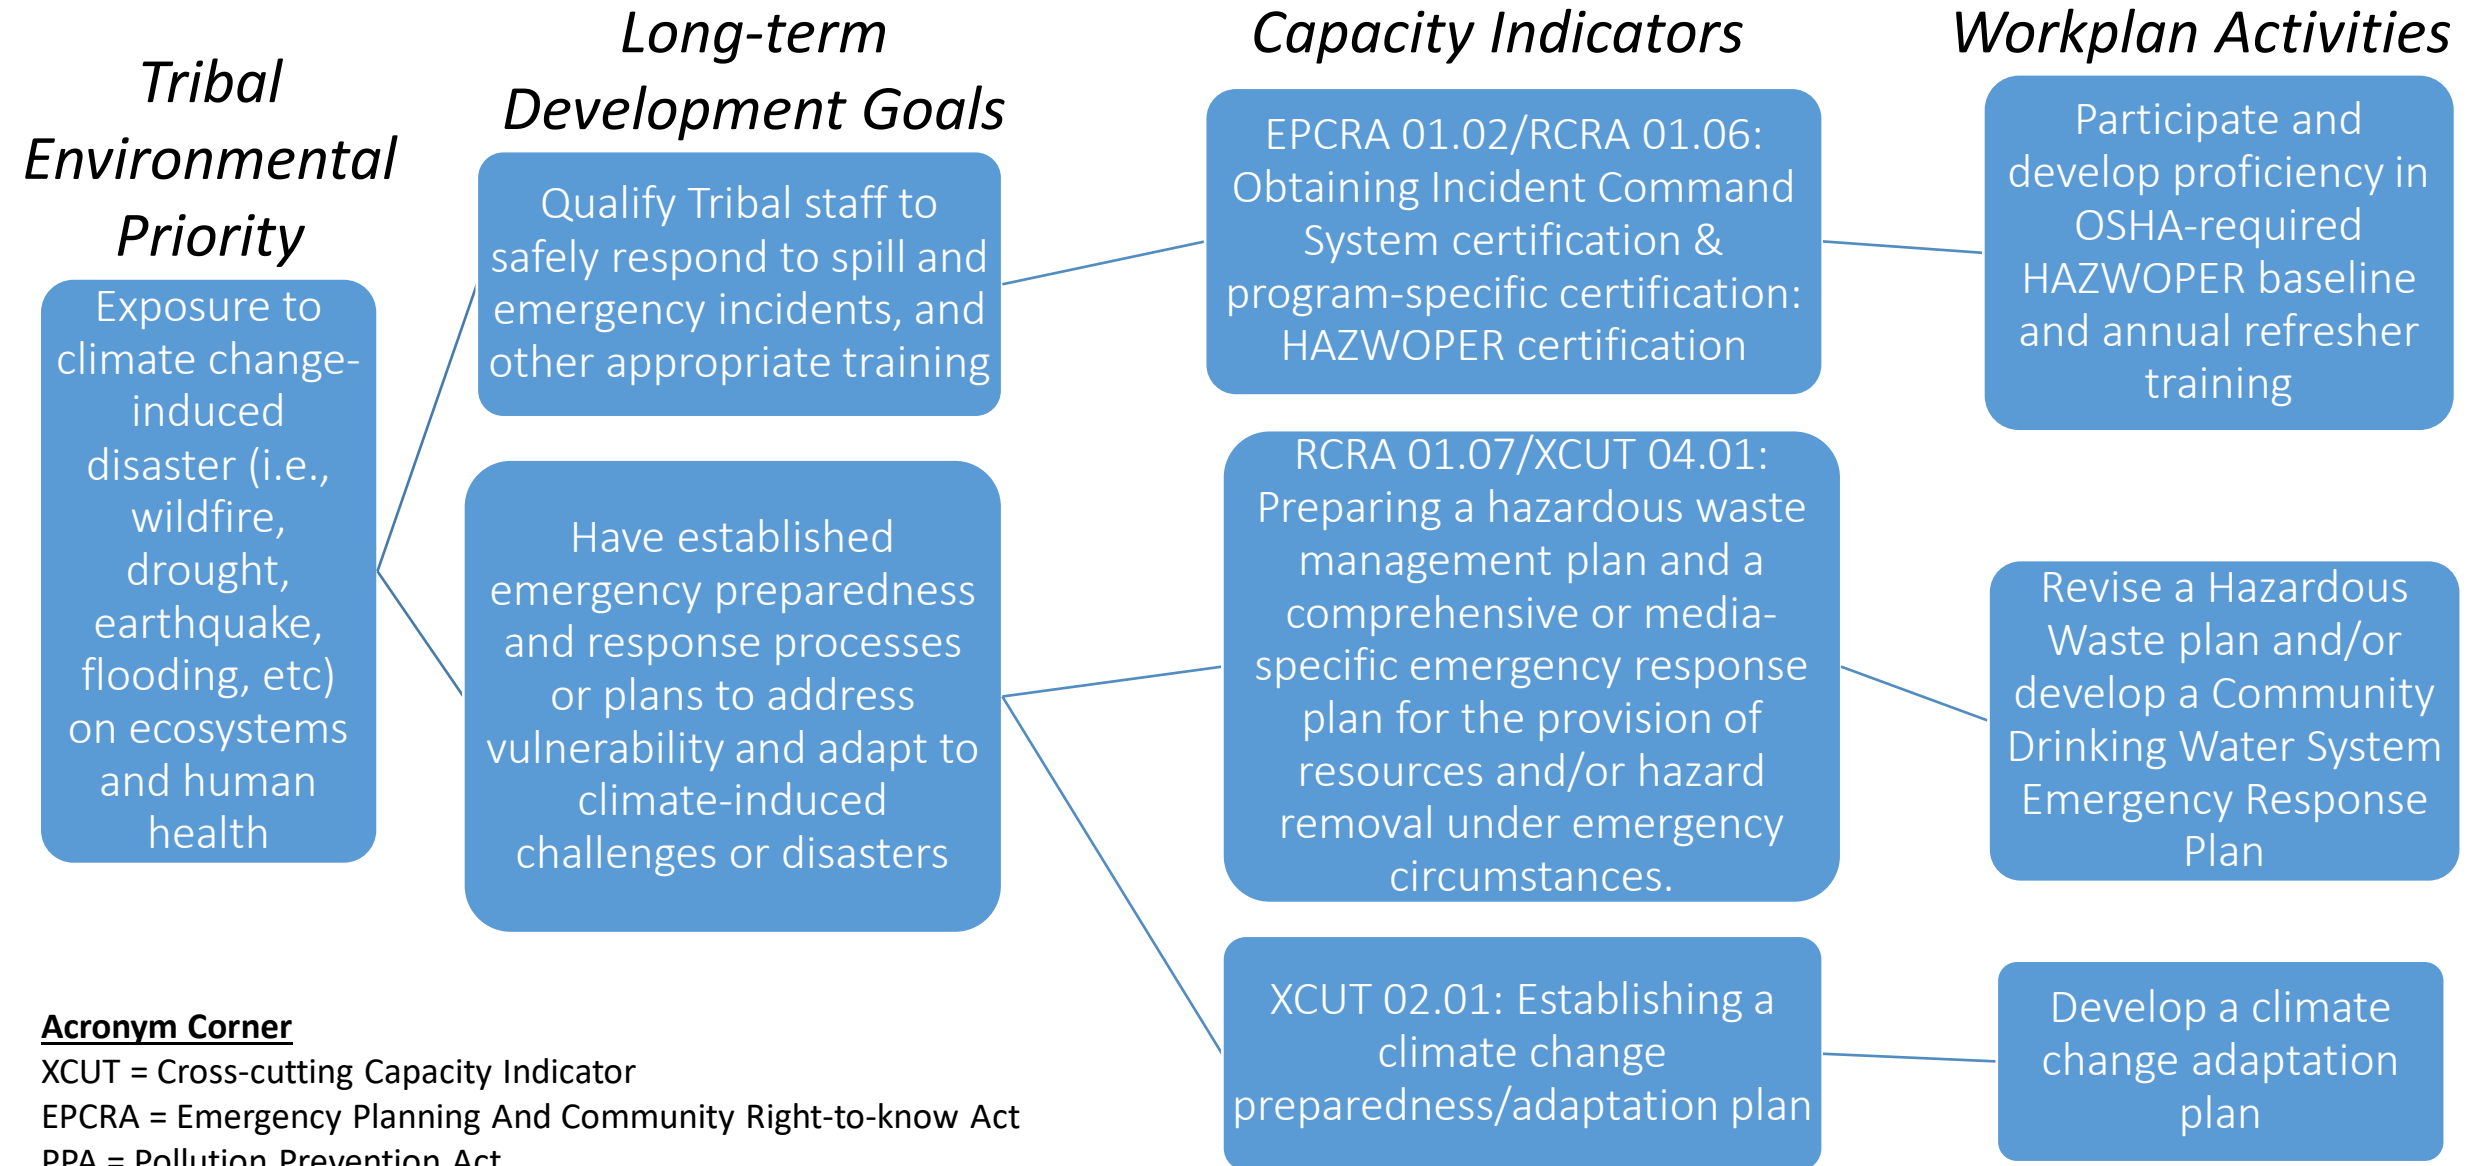 Tribal
Environmental
Priority
Exposure to
climate change-
induced
disaster (i.e.,
wildfire,
drought,
earthquake,
flooding, etc)
on ecosystems
and human
health
Long-term
Development Goals
Qualify Tribal staff to
safely respond to spill and
emergency incidents, and
other appropriate training
Have established
emergency preparedness
and response processes
or plans to address
vulnerability and adapt to
climate-induced
challenges or disasters
Capacity Indicators
EPCRA 01.02/RCRA 01.06:
Obtaining Incident Command
System certification &
program-specific certification:
HAZWOPER certification
RCRA 01.07/XCUT 04.01:
Preparing a hazardous waste
management plan and a
comprehensive or media-
specific emergency response
plan for the provision of
resources and/or hazard
removal under emergency
circumstances.
XCUT 02.01: Establishing a
climate change
preparedness/adaptation plan
Workplan Activities
Participate and
develop proficiency in
OSHA-required
HAZWOPER baseline
and annual refresher
training
Revise a Hazardous
Waste plan and/or
develop a Community
Drinking Water System
Emergency Response
Plan
Develop a climate
change adaptation
plan
Acronym Corner
XCUT = Cross-cutting Capacity Indicator
EPCRA = Emergency Planning And Community Right-to-know Act
PPA = Pollution Prevention Act